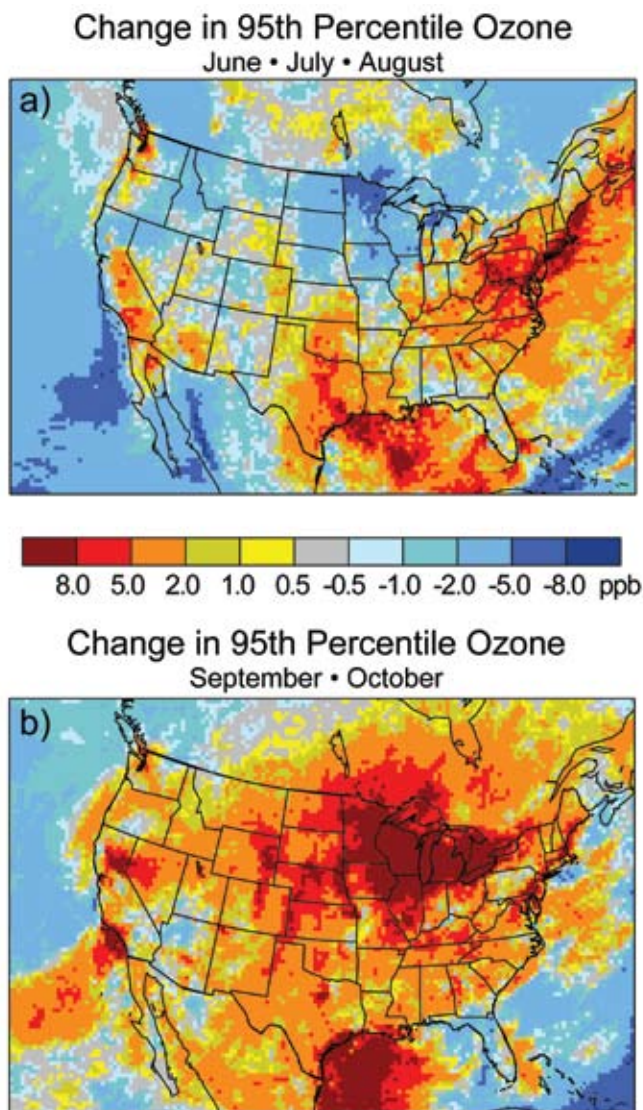 Change in 95th Percentile Ozone
June • July • August
a)
8.0 5.0 2.0 1.0 0.5 -0.5 -1.0 -2.0 -5.0 -8.0 ppb
Change in 95th Percentile Ozone
September • October
b)